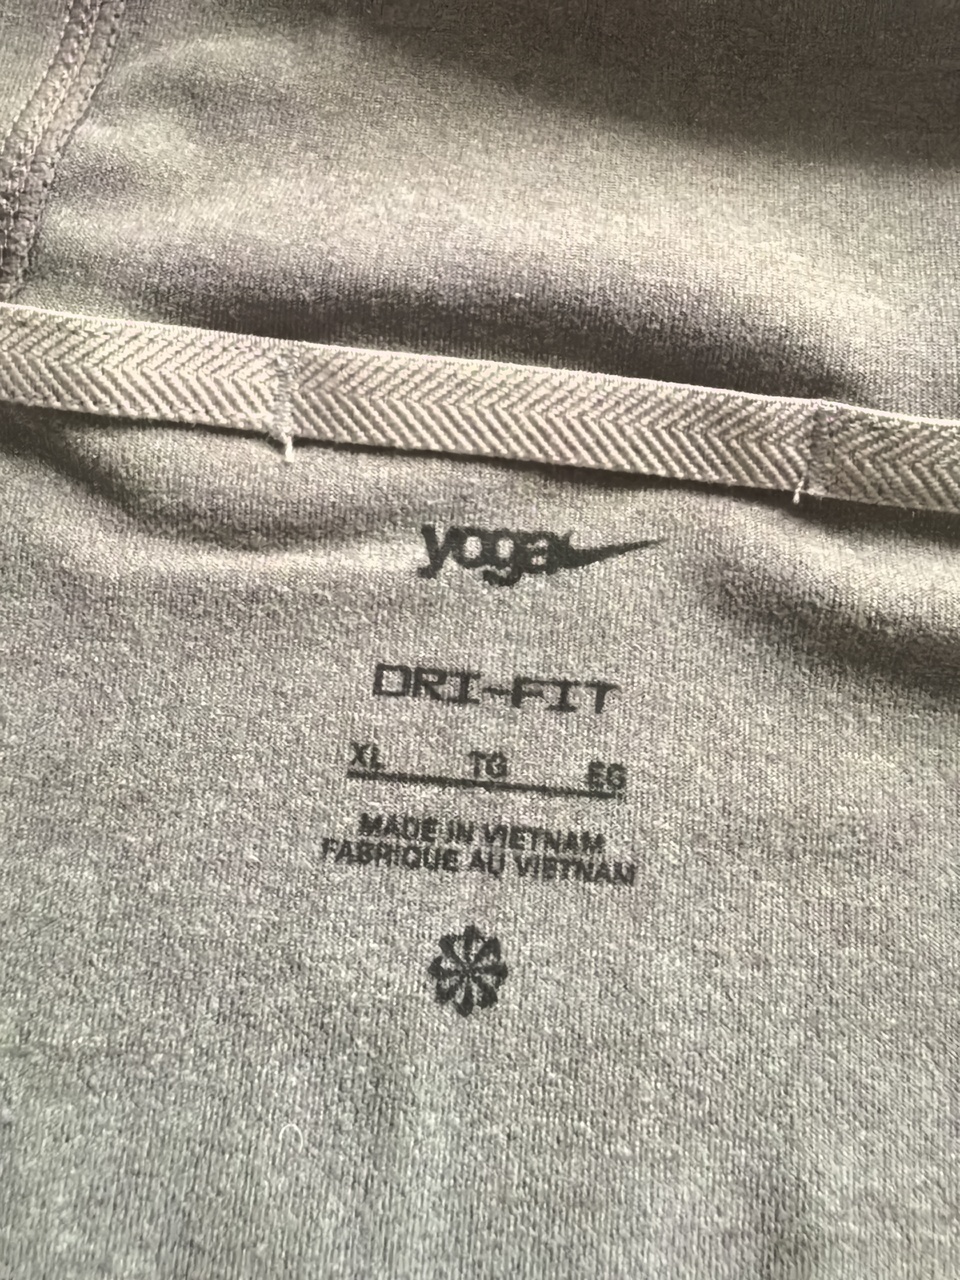 yoga
DRI-FIT
XL TG EG
MADE IN VIETNAM
FABRIQUE AU VIETNAM